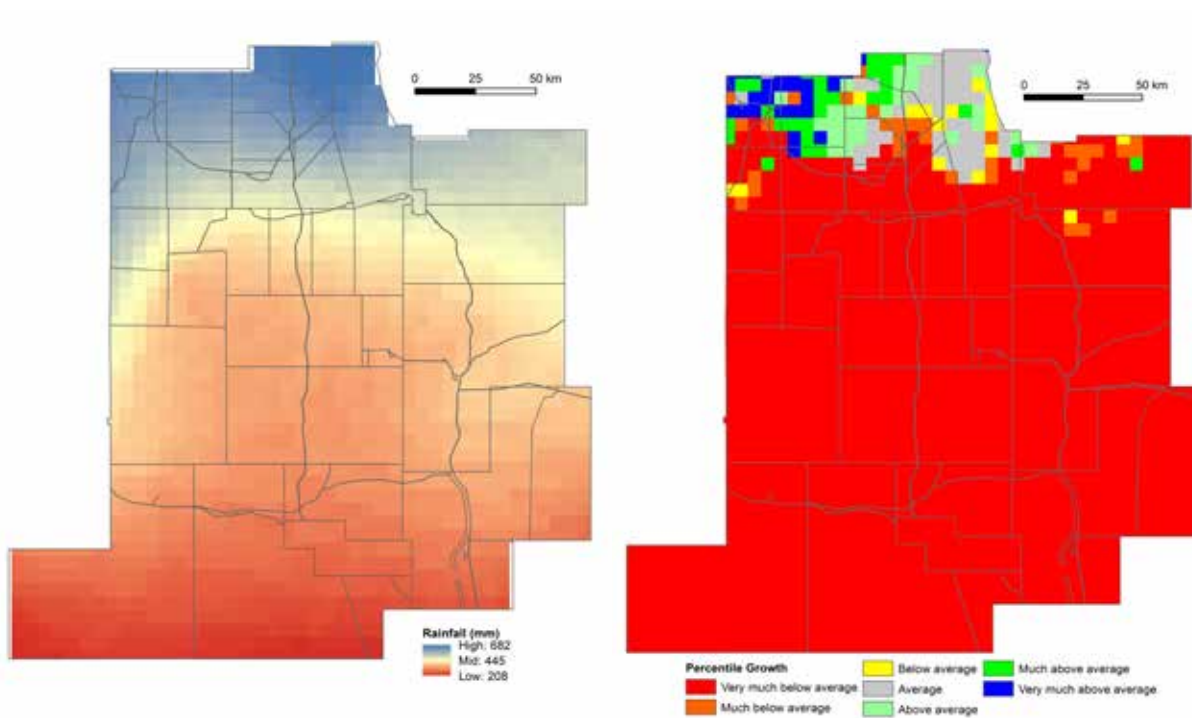 0 25 50 km
0 25 50 km
Rainfall (mm)
High: 682
Mid: 445
Low: 208
Percentile Growth
Very much below average
Much below average
Below average
Average
Above average
Much above average
Very much above average